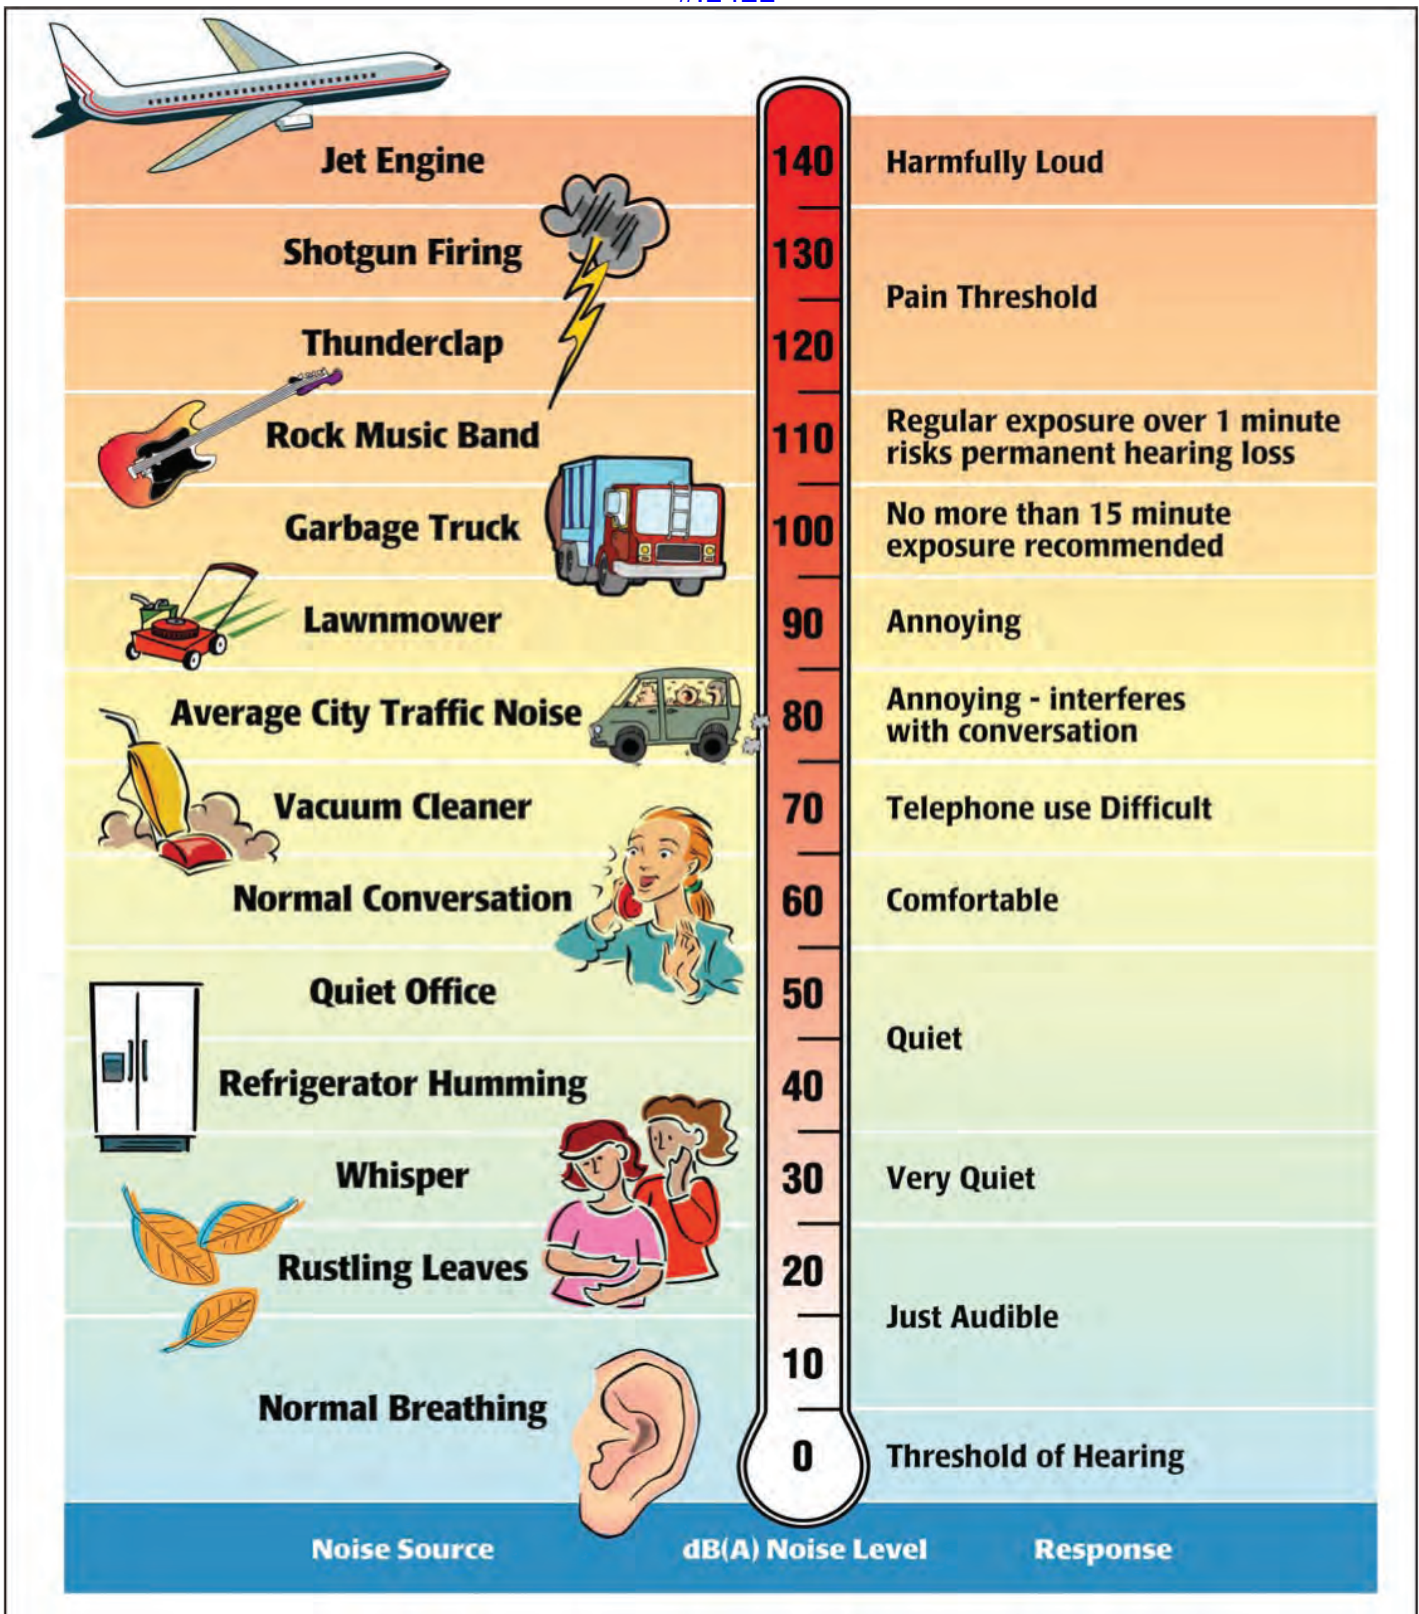 Jet Engine
140
Harmfully Loud
Shotgun Firing
130
Pain Threshold
Thunderclap
120
Rock Music Band
110
Regular exposure over 1 minute
risks permanent hearing loss
Garbage Truck
100
No more than 15 minute
exposure recommended
Lawnmower
90
Annoying
Average City Traffic Noise
80
Annoying - interferes
with conversation
Vacuum Cleaner
70
Telephone use Difficult
Normal Conversation
60
Comfortable
Quiet Office
50
Quiet
Refrigerator Humming
40
Whisper
30
Very Quiet
Rustling Leaves
20
Just Audible
10
Normal Breathing
0
Threshold of Hearing
Noise Source
dB(A) Noise Level
Response